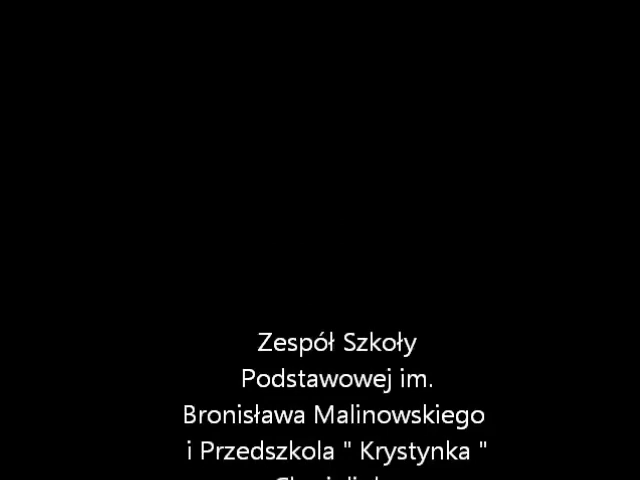 Zespół Szkoły
Podstawowej im.
Bronisława Malinowskiego
i Przedszkola " Krystynka "